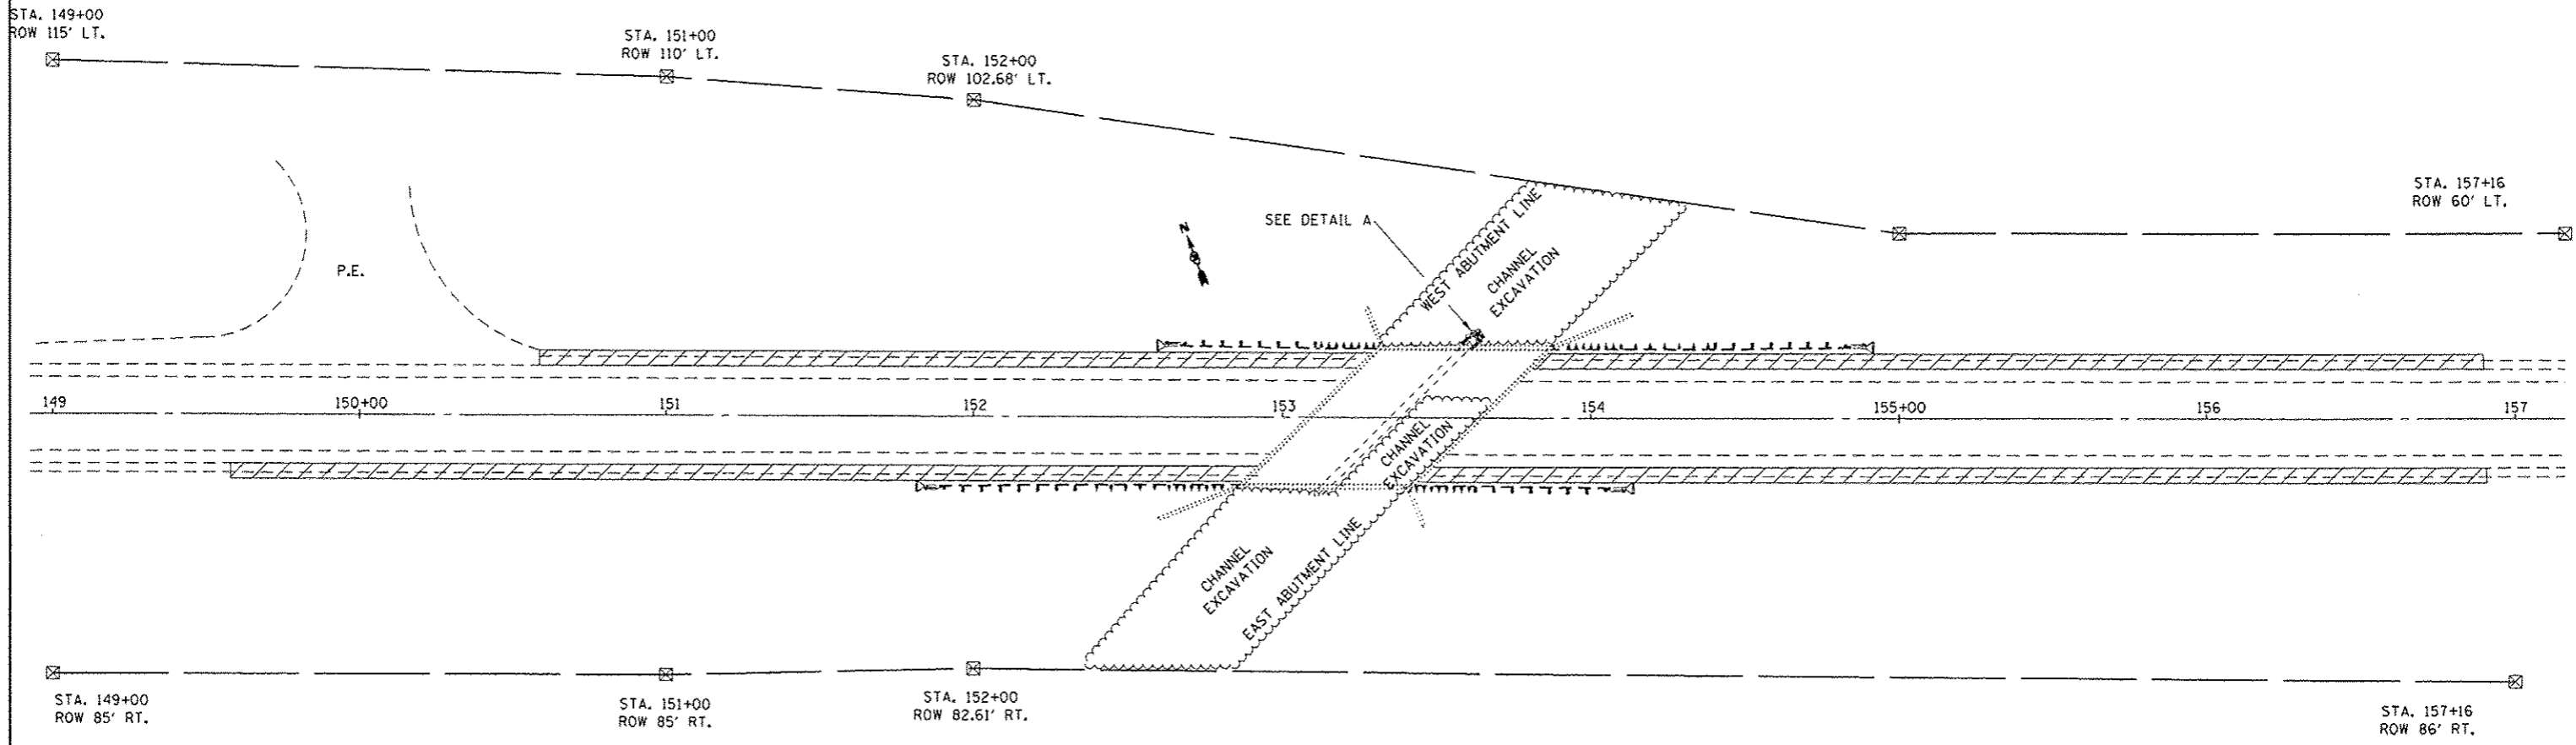 STA. 149+00
ROW 115' LT.
STA. 151+00
ROW 110' LT.
STA. 152+00
ROW 102.68' LT.
STA. 157+16
ROW 60' LT.
SEE DETAIL A
N
WEST ABUTMENT LINE
CHANNEL
EXCAVATION
P.E.
149
150+00
151
152
153
154
155+00
156
157
CHANNEL
EXCAVATION
CHANNEL
EXCAVATION
EAST ABUTMENT LINE
STA. 149+00
ROW 85' RT.
STA. 151+00
ROW 85' RT.
STA. 152+00
ROW 82.61' RT.
STA. 157+16
ROW 86' RT.